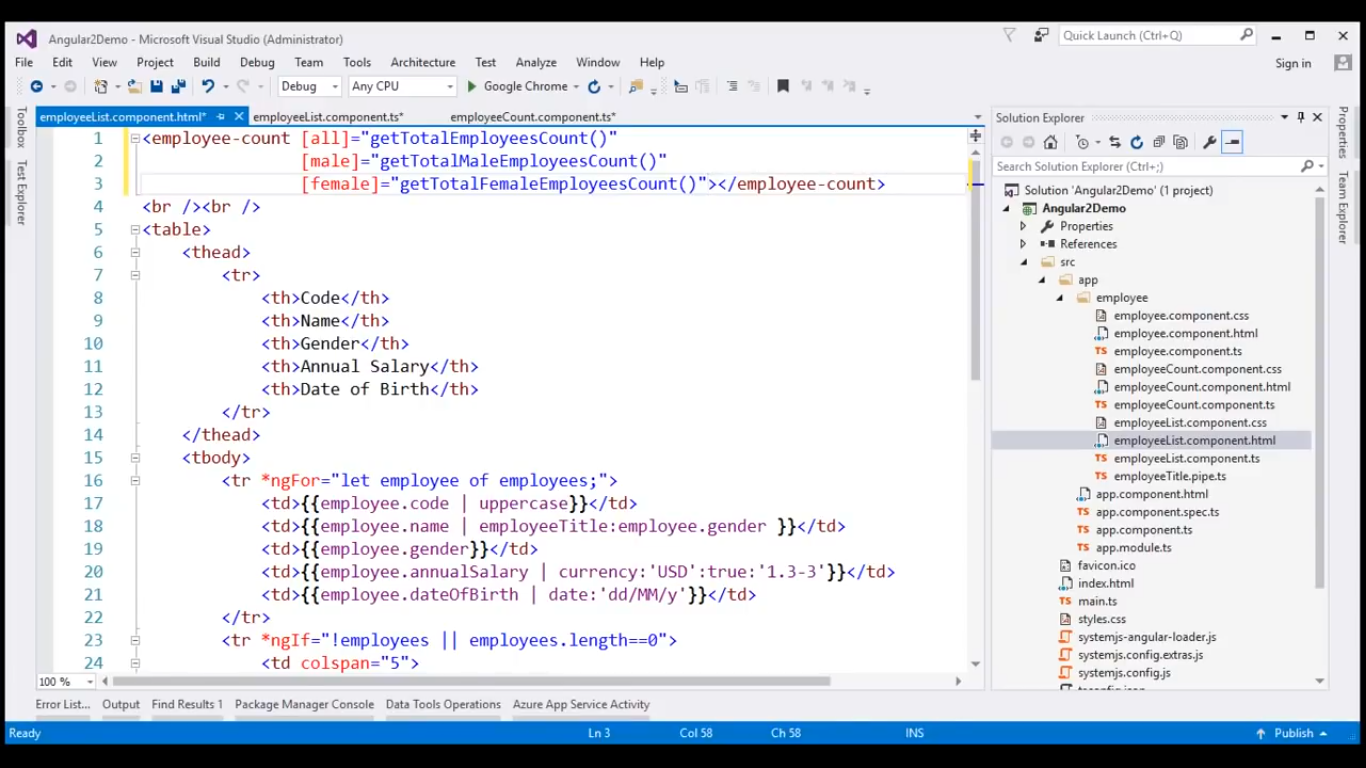 Angular2Demo - Microsoft Visual Studio (Administrator)
Quick Launch (Ctrl+Q)
File Edit View Project Build Debug Team Tools Architecture Test Analyze Window Help
Sign in
Debug Any CPU Google Chrome
Toolbox
Test Explorer
employeeList.component.html* employeeList.component.ts* employeeCount.component.ts*
1 <employee-count [all]="getTotalEmployeesCount()"
2 [male]="getTotalMaleEmployeesCount()"
3 [female]="getTotalFemaleEmployeesCount()"></employee-count>
4 <br /><br />
5 <table>
6 <thead>
7 <tr>
8 <th>Code</th>
9 <th>Name</th>
10 <th>Gender</th>
11 <th>Annual Salary</th>
12 <th>Date of Birth</th>
13 </tr>
14 </thead>
15 <tbody>
16 <tr *ngFor="let employee of employees;">
17 <td>{{employee.code | uppercase}}</td>
18 <td>{{employee.name | employeeTitle:employee.gender }}</td>
19 <td>{{employee.gender}}</td>
20 <td>{{employee.annualSalary | currency:'USD':true:'1.3-3'}}</td>
21 <td>{{employee.dateOfBirth | date:'dd/MM/y'}}</td>
22 </tr>
23 <tr *ngIf="!employees || employees.length==0">
24 <td colspan="5">
100 %
Solution Explorer
Search Solution Explorer (Ctrl+;)
Solution 'Angular2Demo' (1 project)
Angular2Demo
Properties
References
src
app
employee
employee.component.css
employee.component.html
employee.component.ts
employeeCount.component.css
employeeCount.component.html
employeeCount.component.ts
employeeList.component.css
employeeList.component.html
employeeList.component.ts
employeeTitle.pipe.ts
app.component.html
app.component.spec.ts
app.component.ts
app.module.ts
favicon.ico
index.html
main.ts
styles.css
systemjs-angular-loader.js
systemjs.config.extras.js
systemjs.config.js
Properties
Team Explorer
Error List... Output Find Results 1 Package Manager Console Data Tools Operations Azure App Service Activity
Ready Ln 3 Col 58 Ch 58 INS Publish